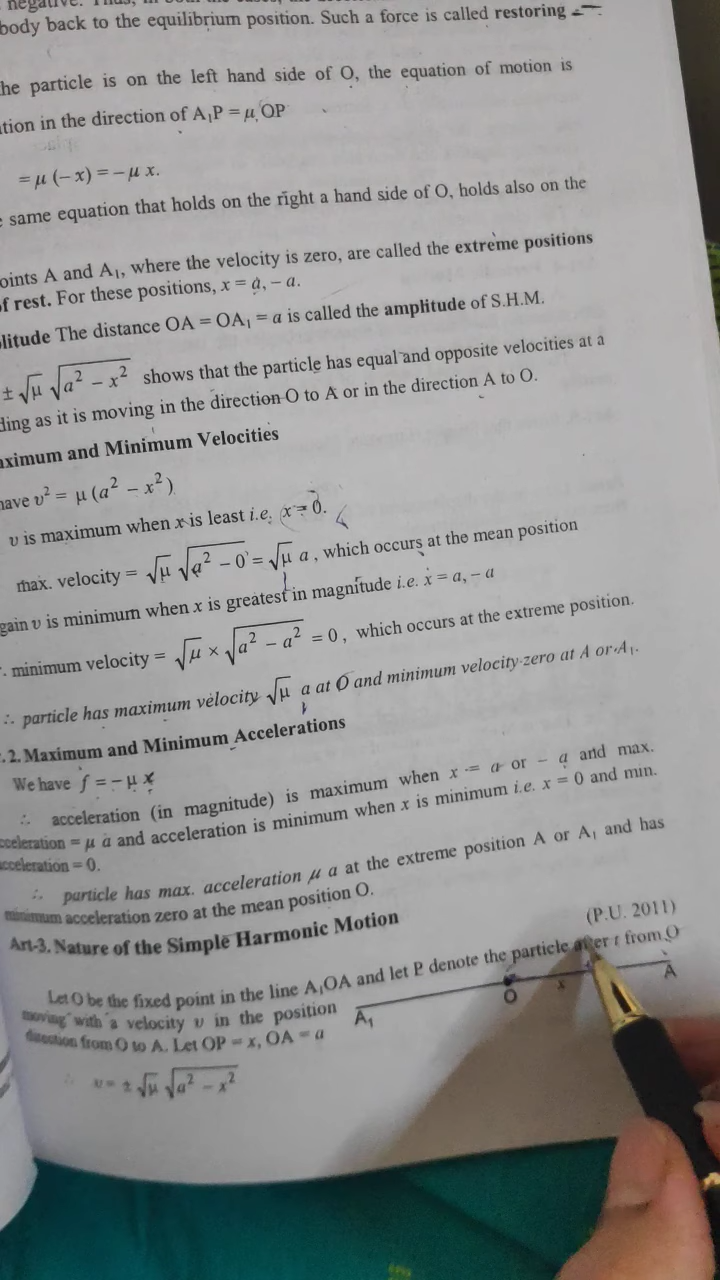 negative. Thus, in both the cases, the
body back to the equilibrium position. Such a force is called restoring
he particle is on the left hand side of O, the equation of motion is
tion in the direction of A₁P = μ OP
= μ (−x) = −μ x.
same equation that holds on the right a hand side of O, holds also on the
oints A and A₁, where the velocity is zero, are called the extreme positions
f rest. For these positions, x = a, − a.
litude The distance OA = OA₁ = a is called the amplitude of S.H.M.
± √μ √(a² − x²) shows that the particle has equal and opposite velocities at a
ding as it is moving in the direction O to A or in the direction A to O.
aximum and Minimum Velocities
have υ² = μ (a² − x²)
υ is maximum when x is least i.e. x = 0.
max. velocity = √μ √(a² − 0) = √μ a, which occurs at the mean position
gain υ is minimum when x is greatest in magnitude i.e. x = a, − a
. minimum velocity = √μ × √(a² − a²) = 0, which occurs at the extreme position.
∴ particle has maximum velocity √μ a at O and minimum velocity zero at A or A₁.
.2. Maximum and Minimum Accelerations
We have f = − μ x
∴ acceleration (in magnitude) is maximum when x = a or − a and max.
cceleration = μ a and acceleration is minimum when x is minimum i.e. x = 0 and min.
acceleration = 0.
∴ particle has max. acceleration μ a at the extreme position A or A₁ and has
minimum acceleration zero at the mean position O.
Art-3. Nature of the Simple Harmonic Motion (P.U. 2011)
Let O be the fixed point in the line A₁OA and let P denote the particle after t from O
moving with a velocity υ in the position
direction from O to A. Let OP = x, OA = a
A₁ O x A
∴ υ = ± √μ √(a² − x²)